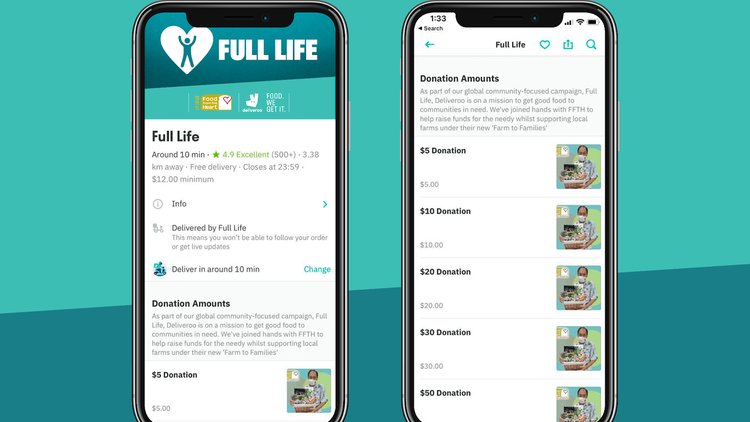 FULL LIFE
Food
from the
Heart
deliveroo
FOOD.
WE
GET IT.
Full Life
Around 10 min · ★ 4.9 Excellent (500+) · 3.38
km away · Free delivery · Closes at 23:59 ·
$12.00 minimum
Info
Delivered by Full Life
This means you won't be able to follow your order
or get live updates
Deliver in around 10 min Change
Donation Amounts
As part of our global community-focused campaign, Full
Life, Deliveroo is on a mission to get good food to
communities in need. We've joined hands with FFTH to
help raise funds for the needy whilst supporting local
farms under their new 'Farm to Families'
$5 Donation
$5.00
1:33
Search
Full Life
Donation Amounts
As part of our global community-focused campaign, Full
Life, Deliveroo is on a mission to get good food to
communities in need. We've joined hands with FFTH to
help raise funds for the needy whilst supporting local
farms under their new 'Farm to Families'
$5 Donation
$5.00
$10 Donation
$10.00
$20 Donation
$20.00
$30 Donation
$30.00
$50 Donation